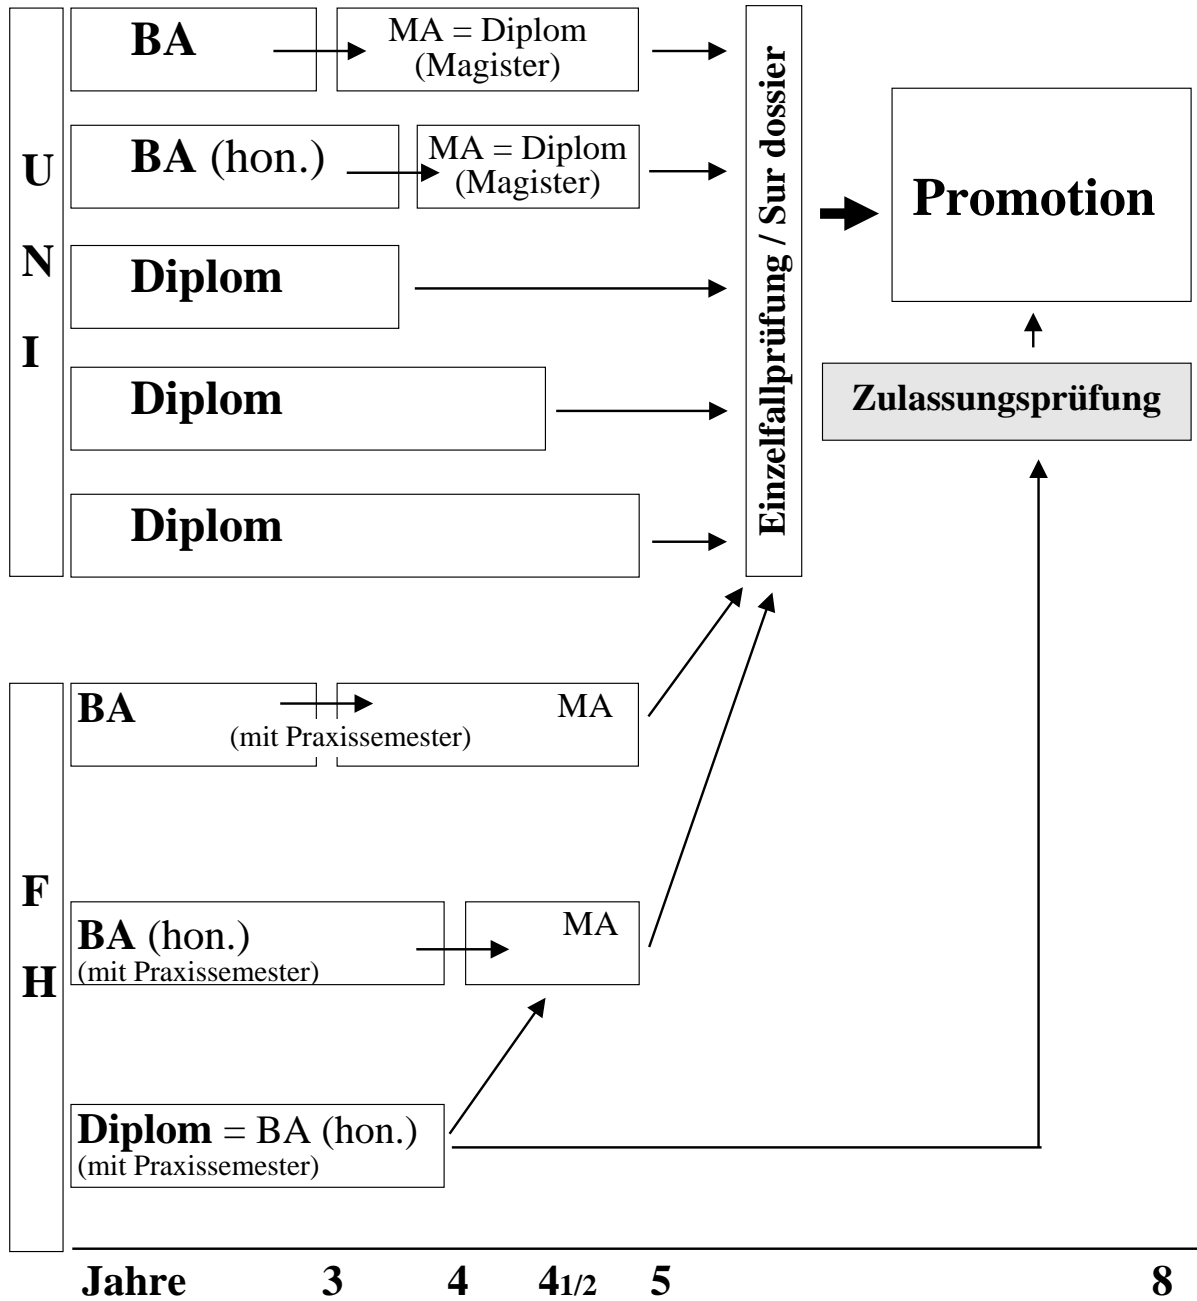 U
N
I
BA
MA = Diplom
(Magister)
BA (hon.)
MA = Diplom
(Magister)
Diplom
Diplom
Diplom
Einzelfallprüfung / Sur dossier
Promotion
Zulassungsprüfung
F
H
BA
MA
(mit Praxissemester)
BA (hon.)
(mit Praxissemester)
MA
Diplom = BA (hon.)
(mit Praxissemester)
Jahre 3 4 41/2 5 8